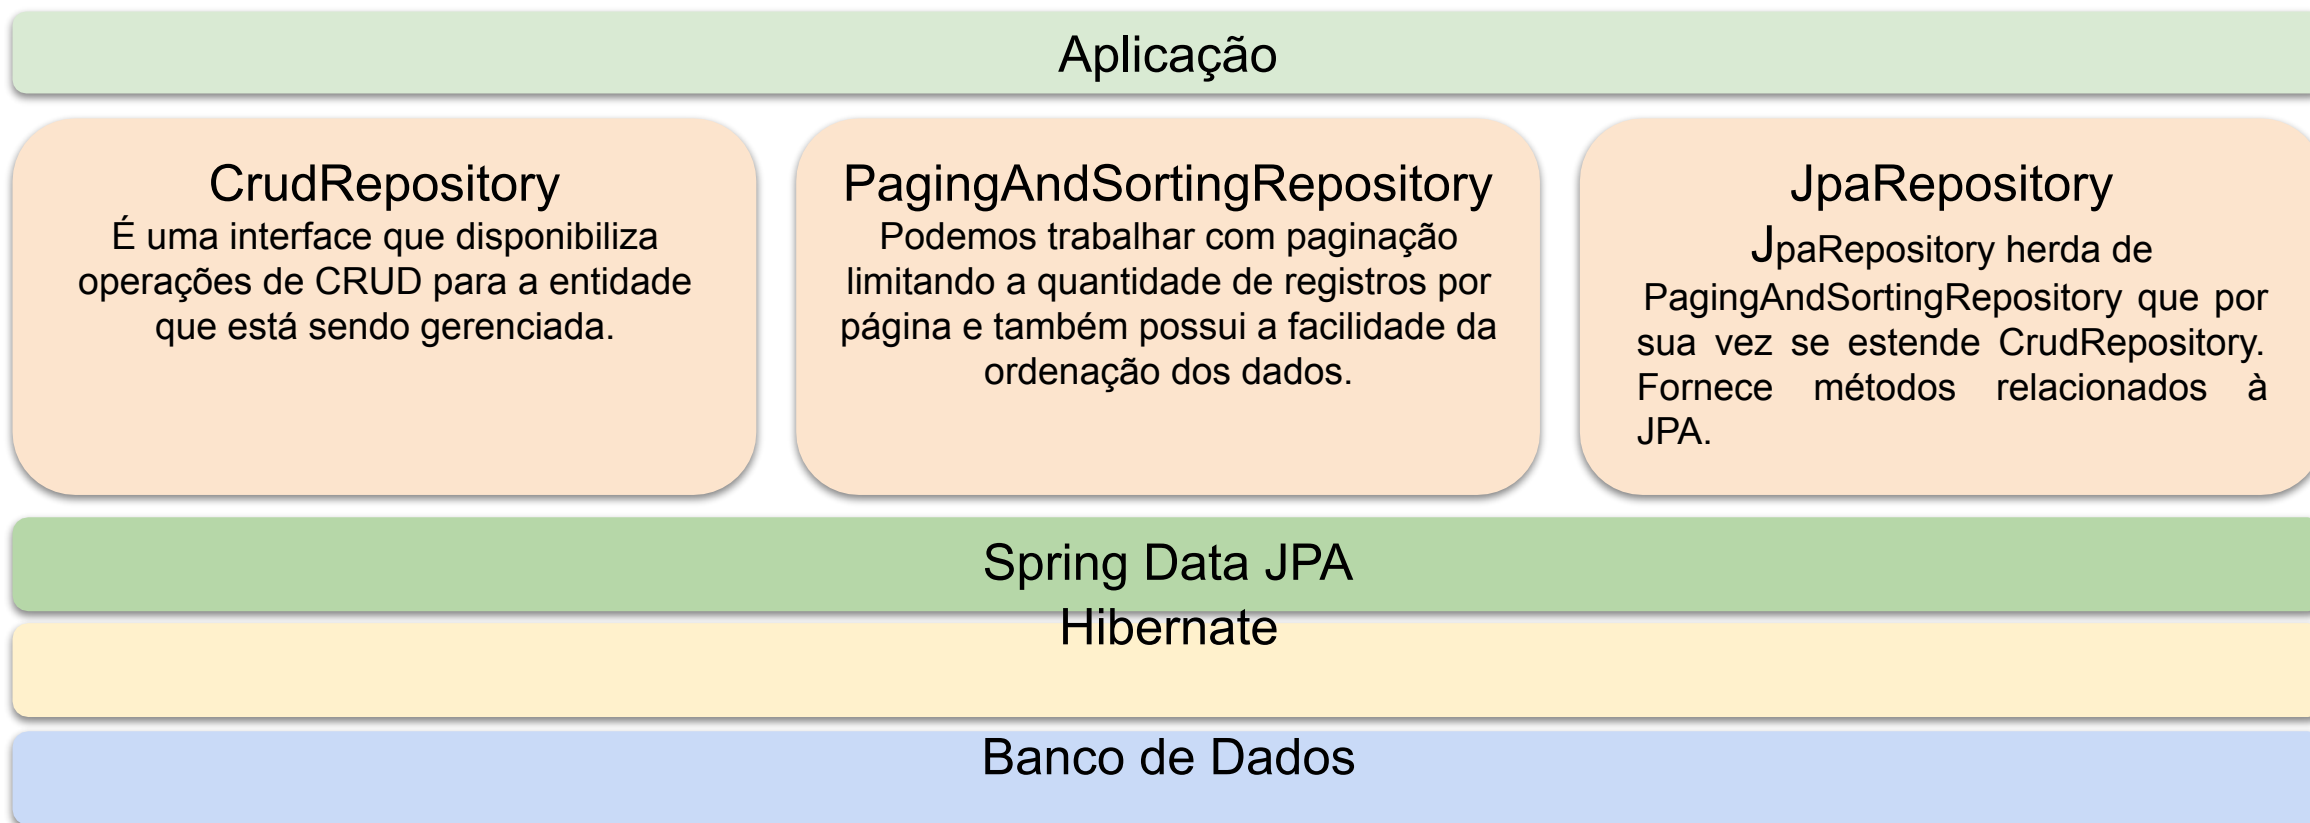 Aplicação
CrudRepository
É uma interface que disponibiliza
operações de CRUD para a entidade
que está sendo gerenciada.
PagingAndSortingRepository
Podemos trabalhar com paginação
limitando a quantidade de registros por
página e também possui a facilidade da
ordenação dos dados.
JpaRepository
JpaRepository herda de
PagingAndSortingRepository que por
sua vez se estende CrudRepository.
Fornece métodos relacionados à
JPA.
Spring Data JPA
Hibernate
Banco de Dados